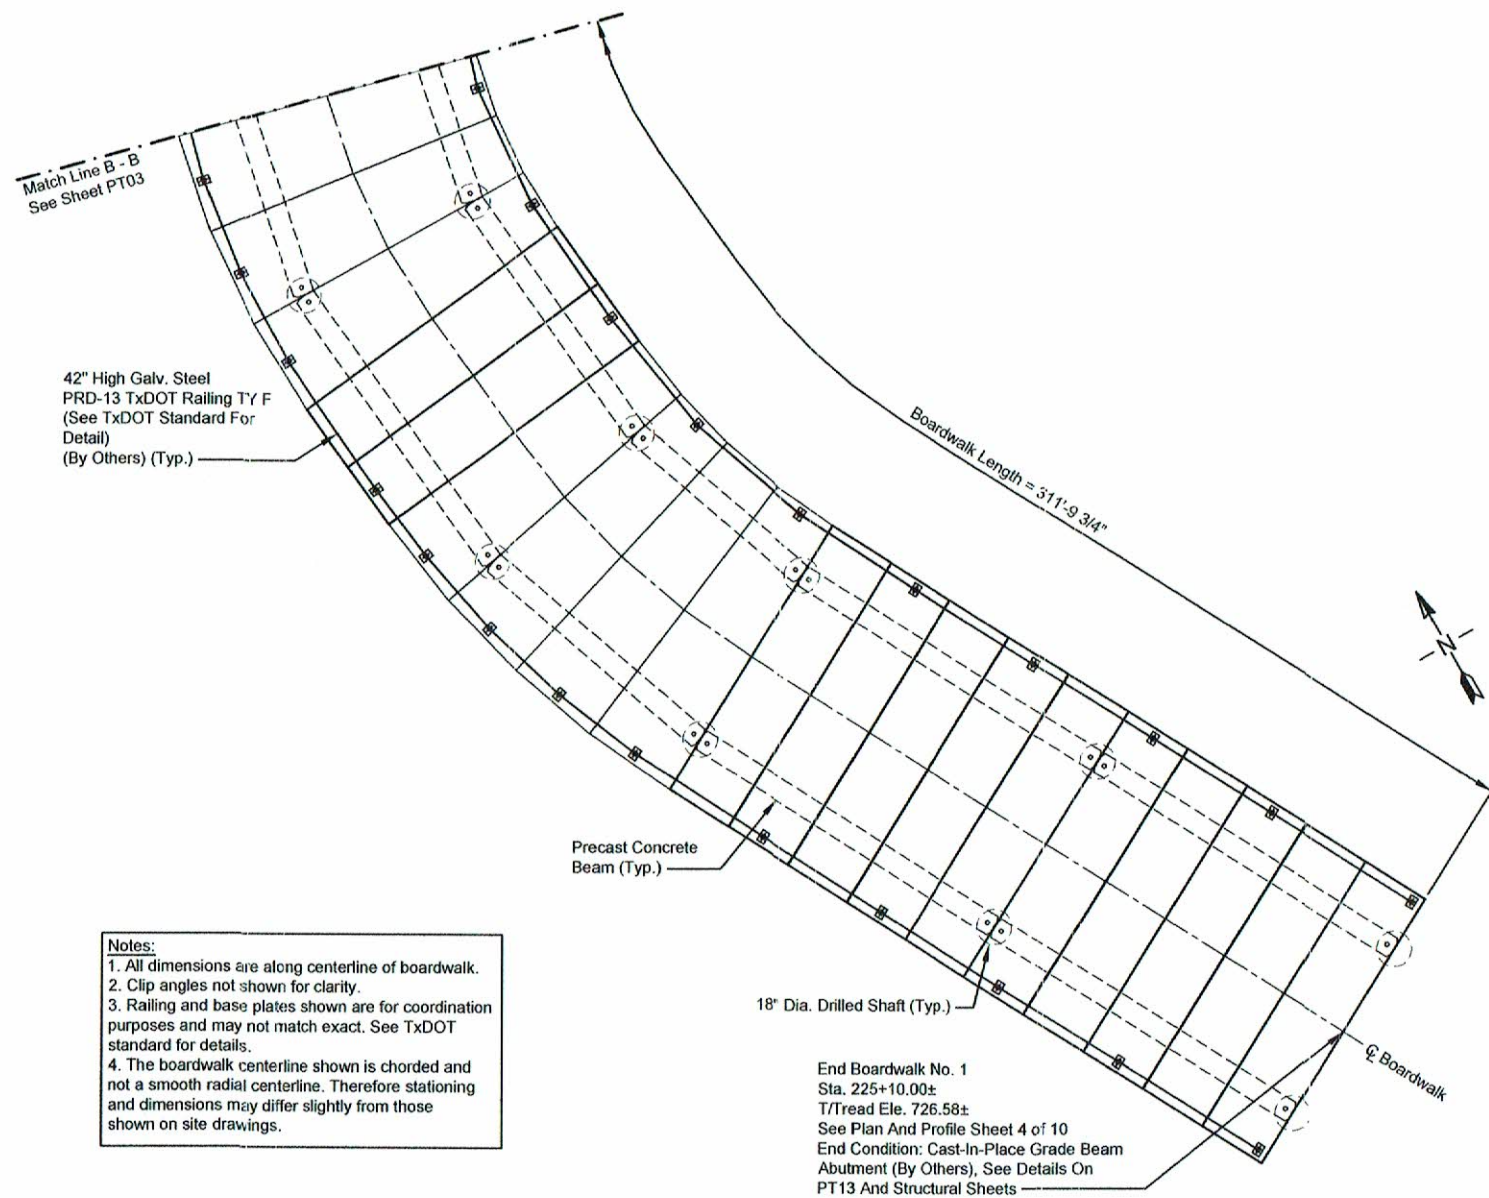 Match Line B - B
See Sheet PT03
Boardwalk Length = 311'-9 3/4"
42" High Galv. Steel
PRD-13 TxDOT Railing TY F
(See TxDOT Standard For
Detail)
(By Others) (Typ.)
N
Precast Concrete
Beam (Typ.)
18" Dia. Drilled Shaft (Typ.)
℄ Boardwalk
Notes:
1. All dimensions are along centerline of boardwalk.
2. Clip angles not shown for clarity.
3. Railing and base plates shown are for coordination
purposes and may not match exact. See TxDOT
standard for details.
4. The boardwalk centerline shown is chorded and
not a smooth radial centerline. Therefore stationing
and dimensions may differ slightly from those
shown on site drawings.
End Boardwalk No. 1
Sta. 225+10.00±
T/Tread Ele. 726.58±
See Plan And Profile Sheet 4 of 10
End Condition: Cast-In-Place Grade Beam
Abutment (By Others), See Details On
PT13 And Structural Sheets